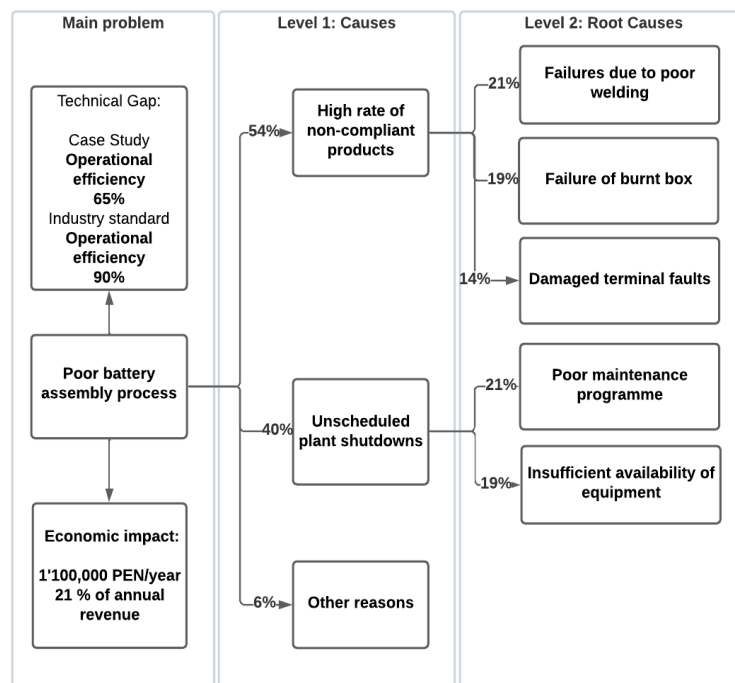 Main problem
Level 1: Causes
Level 2: Root Causes
Technical Gap:
Case Study
Operational
efficiency
65%
Industry standard
Operational
efficiency
90%
Poor battery
assembly process
Economic impact:
1'100,000 PEN/year
21 % of annual
revenue
54%
High rate of
non-compliant
products
40%
Unscheduled
plant shutdowns
6%
Other reasons
21%
Failures due to poor
welding
19%
Failure of burnt box
14%
Damaged terminal faults
21%
Poor maintenance
programme
19%
Insufficient availability of
equipment